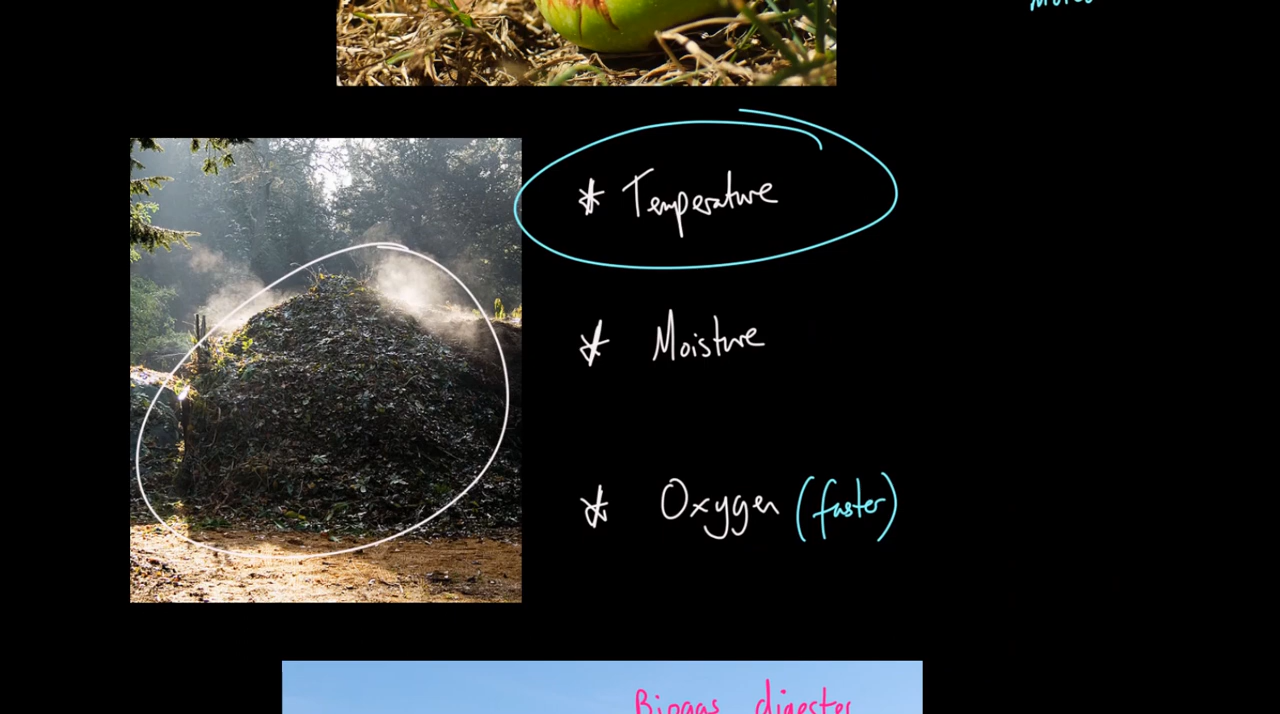 * Temperature
* Moisture
* Oxygen (faster)
Biogas digester